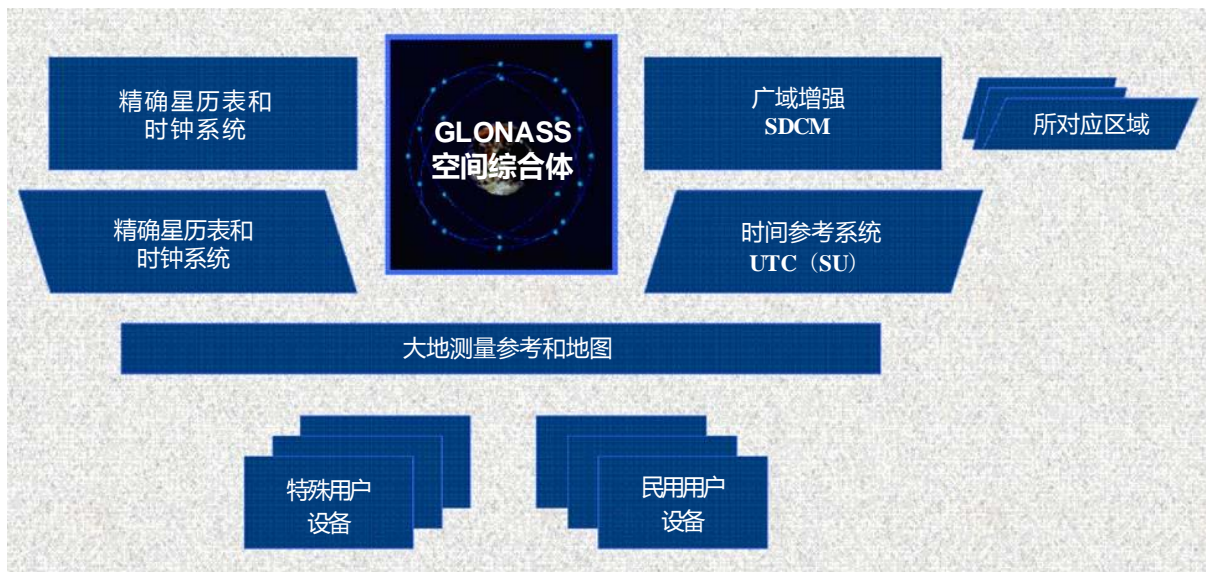 精确星历表和
时钟系统
GLONASS
空间综合体
广域增强
SDCM
所对应区域
精确星历表和
时钟系统
时间参考系统
UTC（SU）
大地测量参考和地图
特殊用户
设备
民用用户
设备